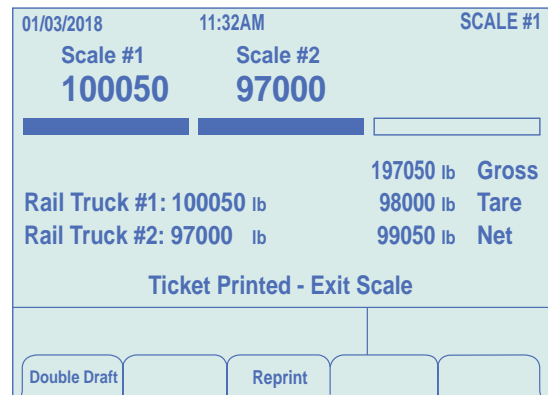 01/03/2018 11:32AM SCALE #1
Scale #1 Scale #2
100050 97000
197050 lb Gross
Rail Truck #1: 100050 lb 98000 lb Tare
Rail Truck #2: 97000 lb 99050 lb Net
Ticket Printed - Exit Scale
Double Draft Reprint